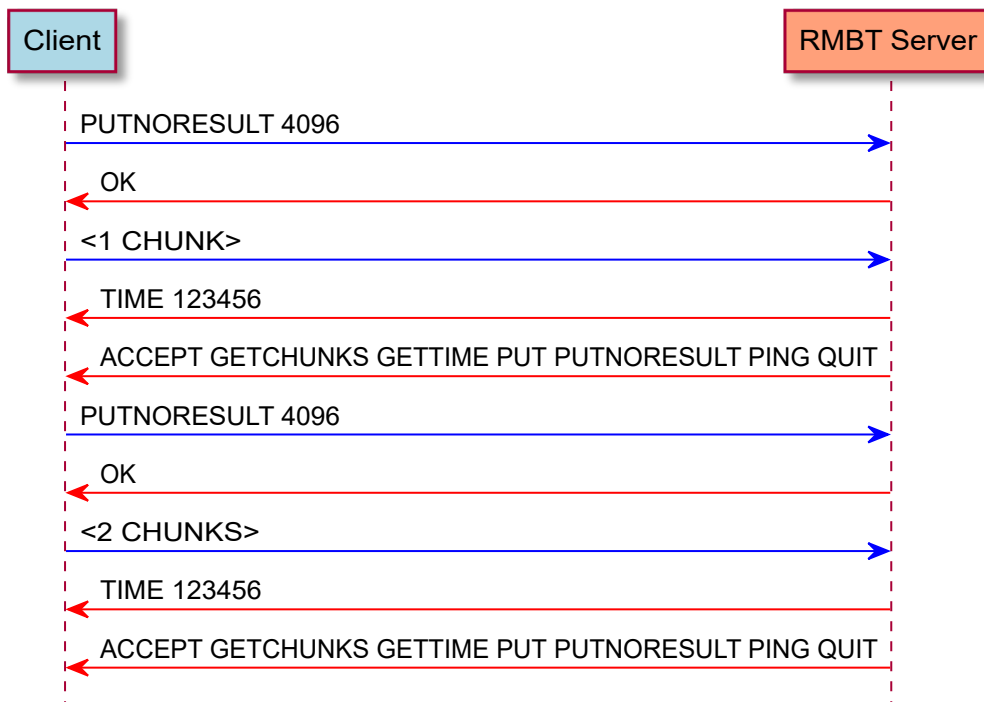 Client
RMBT Server
PUTNORESULT 4096
OK
<1 CHUNK>
TIME 123456
ACCEPT GETCHUNKS GETTIME PUT PUTNORESULT PING QUIT
PUTNORESULT 4096
OK
<2 CHUNKS>
TIME 123456
ACCEPT GETCHUNKS GETTIME PUT PUTNORESULT PING QUIT